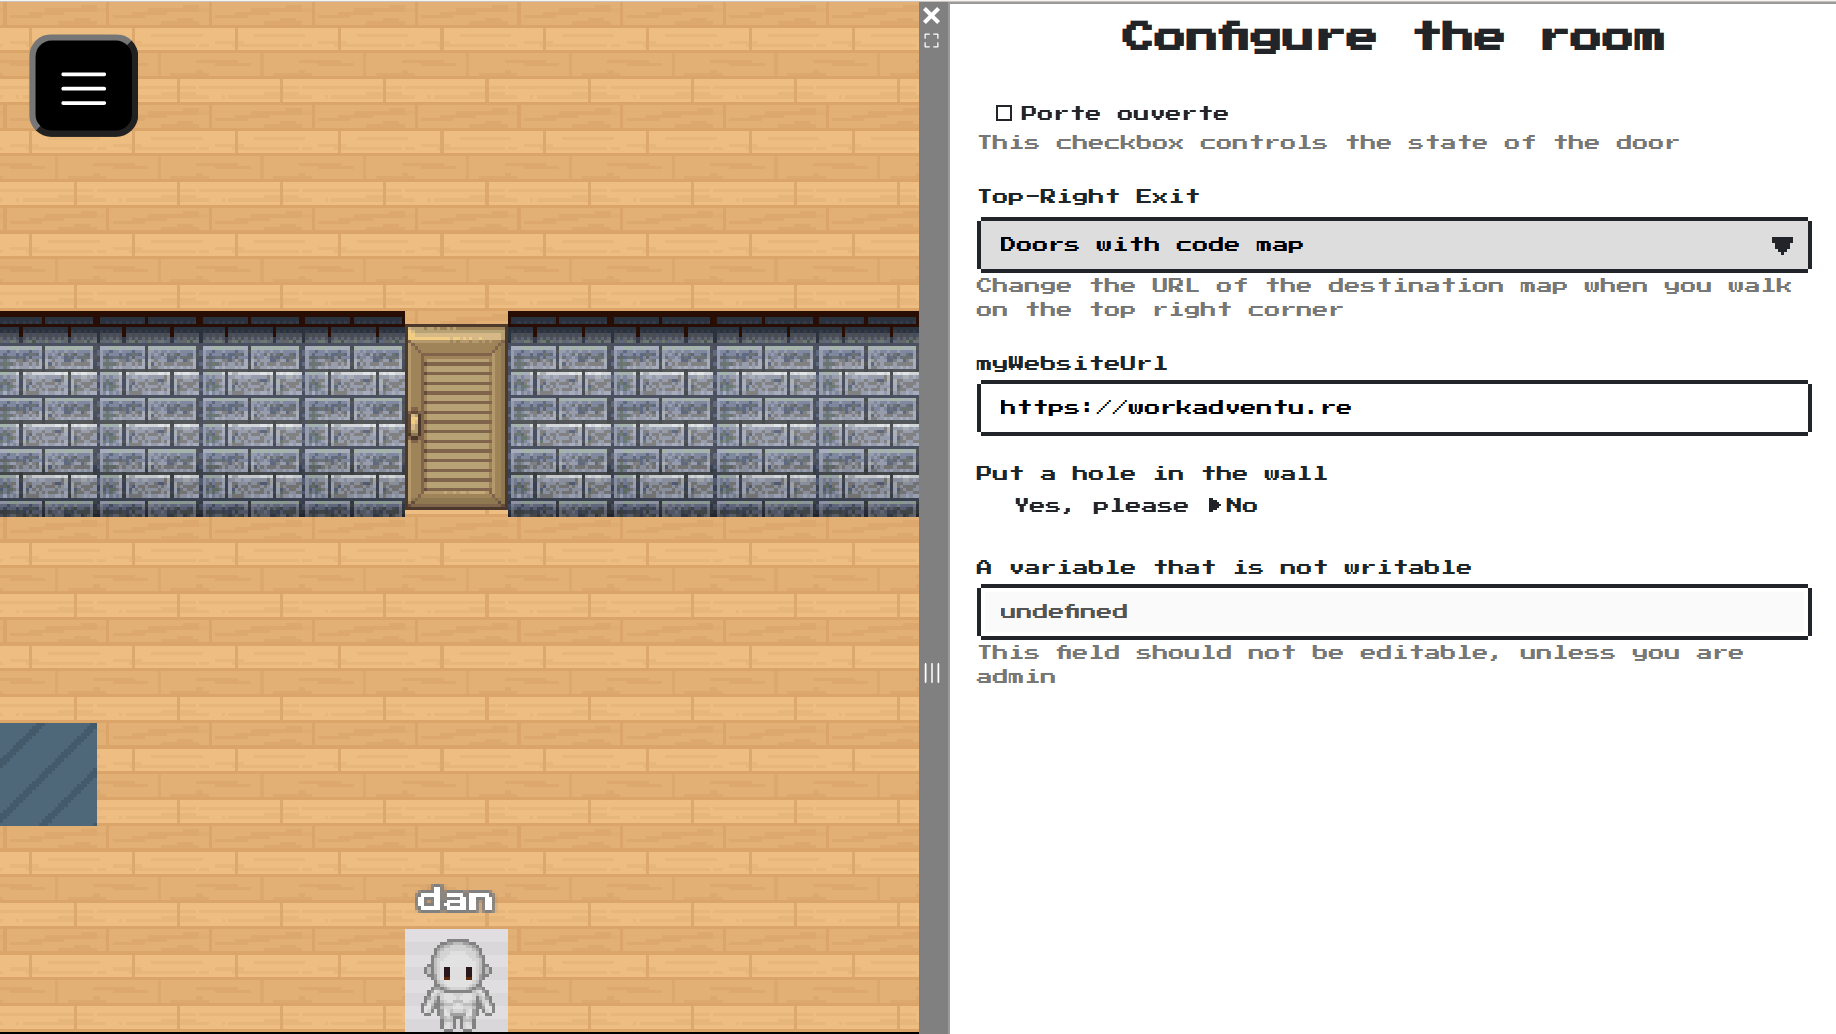 Configure the room
Porte ouverte
This checkbox controls the state of the door
Top-Right Exit
Doors with code map
Change the URL of the destination map when you walk
on the top right corner
myWebsiteUrl
https://workadventu.re
Put a hole in the wall
Yes, please No
A variable that is not writable
undefined
This field should not be editable, unless you are
admin
dan